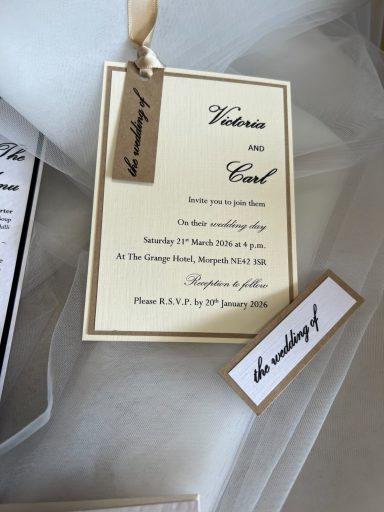 the wedding of
Victoria
AND
Carl
Invite you to join them
On their wedding day
Saturday 21st March 2026 at 4 p.m.
At The Grange Hotel, Morpeth NE42 3SR
Reception to follow
Please R.S.V.P. by 20th January 2026
the wedding of
The